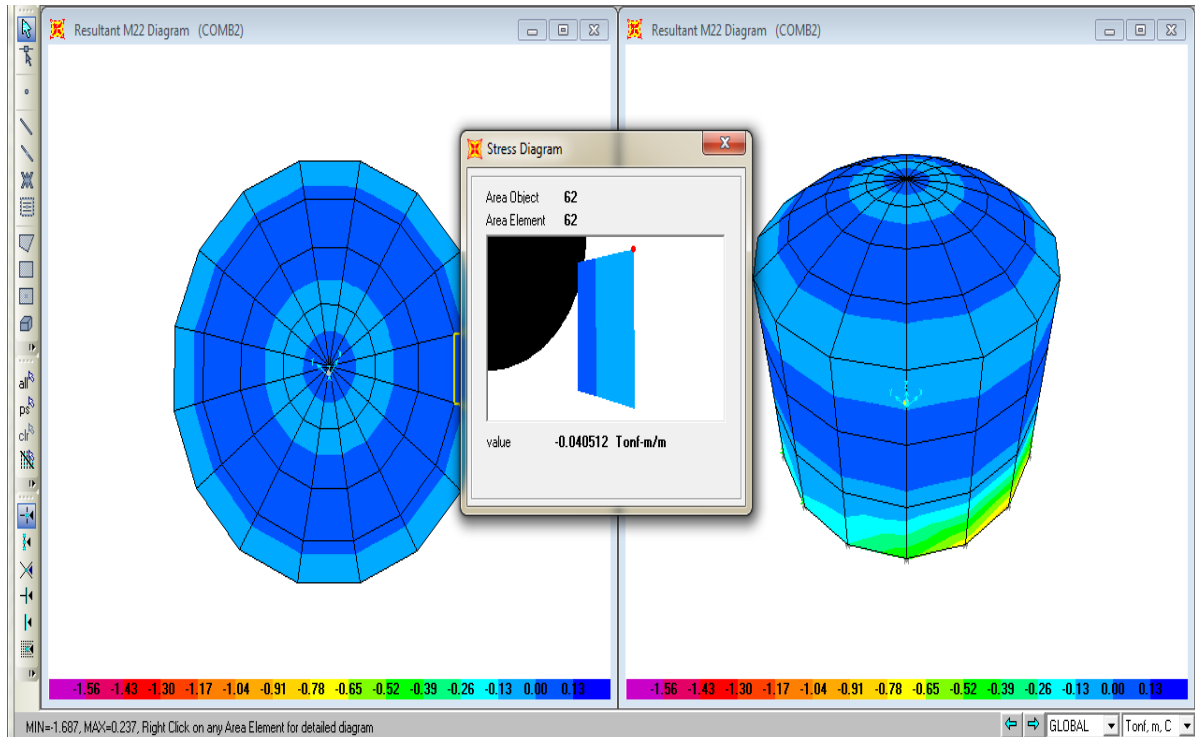 Resultant M22 Diagram (COMB2)
Resultant M22 Diagram (COMB2)
Stress Diagram
Area Object 62
Area Element 62
value -0.040512 Tonf-m/m
all
ps
clr
-1.56 -1.43 -1.30 -1.17 -1.04 -0.91 -0.78 -0.65 -0.52 -0.39 -0.26 -0.13 0.00 0.13
-1.56 -1.43 -1.30 -1.17 -1.04 -0.91 -0.78 -0.65 -0.52 -0.39 -0.26 -0.13 0.00 0.13
MIN=-1.687, MAX=0.237, Right Click on any Area Element for detailed diagram
GLOBAL
Tonf, m, C